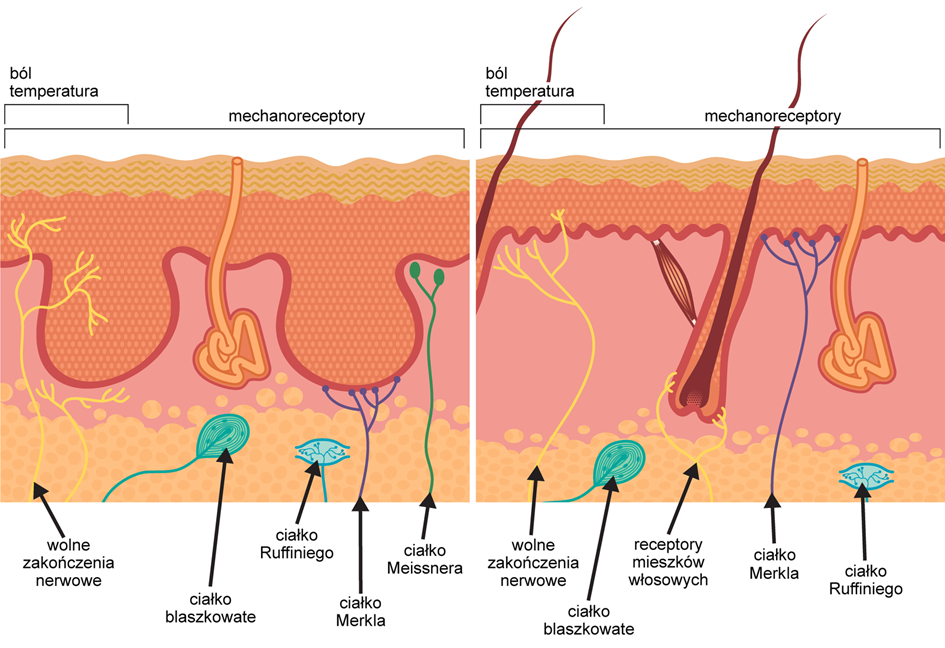 ból
temperatura
mechanoreceptory
wolne
zakończenia
nerwowe
ciałko
blaszkowate
ciałko
Ruffiniego
ciałko
Merkla
ciałko
Meissnera
ból
temperatura
mechanoreceptory
wolne
zakończenia
nerwowe
ciałko
blaszkowate
receptory
mieszków
włosowych
ciałko
Merkla
ciałko
Ruffiniego